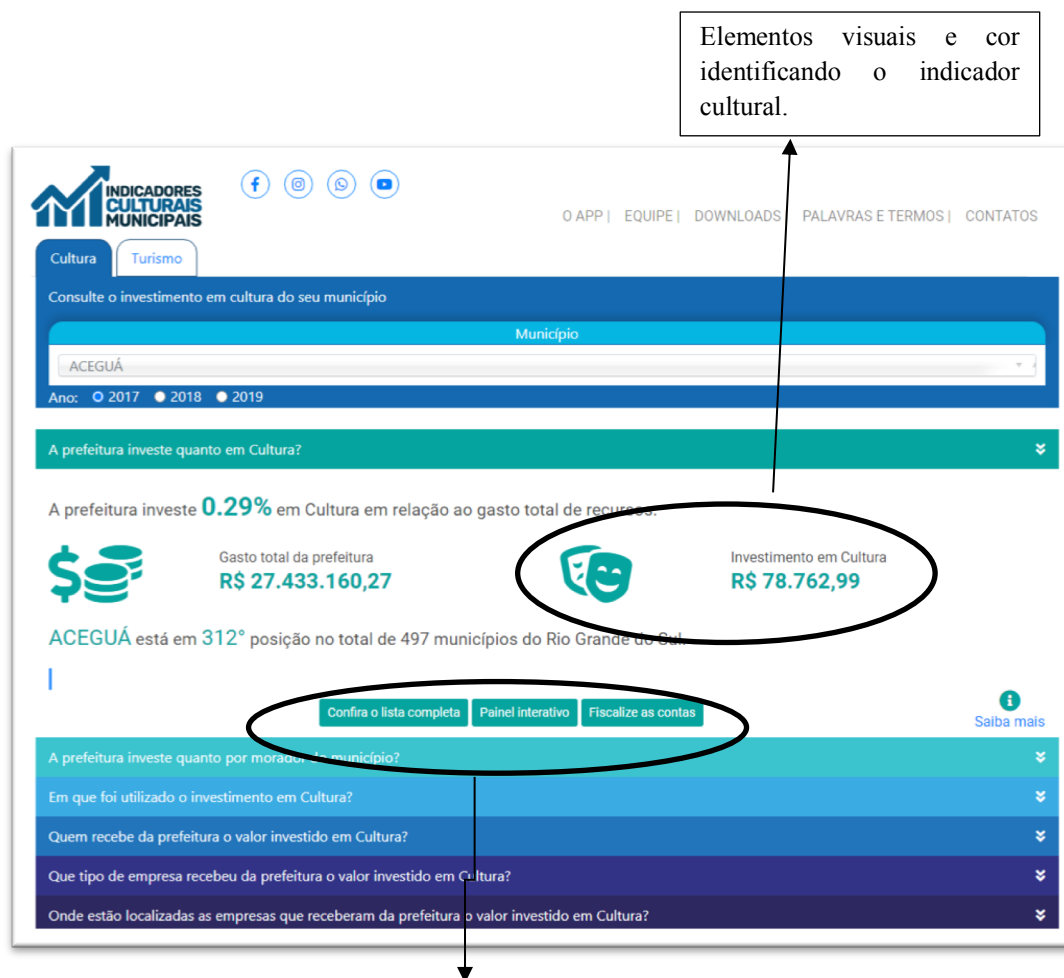 Elementos visuais e cor
identificando o indicador
cultural.
INDICADORES
CULTURAIS
MUNICIPAIS
O APP | EQUIPE | DOWNLOADS PALAVRAS E TERMOS | CONTATOS
Cultura Turismo
Consulte o investimento em cultura do seu município
Município
ACEGUÁ
Ano: 2017 2018 2019
A prefeitura investe quanto em Cultura?
A prefeitura investe 0.29% em Cultura em relação ao gasto total de recursos.
Gasto total da prefeitura
R$ 27.433.160,27
Investimento em Cultura
R$ 78.762,99
ACEGUÁ está em 312° posição no total de 497 municípios do Rio Grande do Sul.
Confira o lista completa Painel interativo Fiscalize as contas
Saiba mais
A prefeitura investe quanto por morador do município?
Em que foi utilizado o investimento em Cultura?
Quem recebe da prefeitura o valor investido em Cultura?
Que tipo de empresa recebeu da prefeitura o valor investido em Cultura?
Onde estão localizadas as empresas que receberam da prefeitura o valor investido em Cultura?